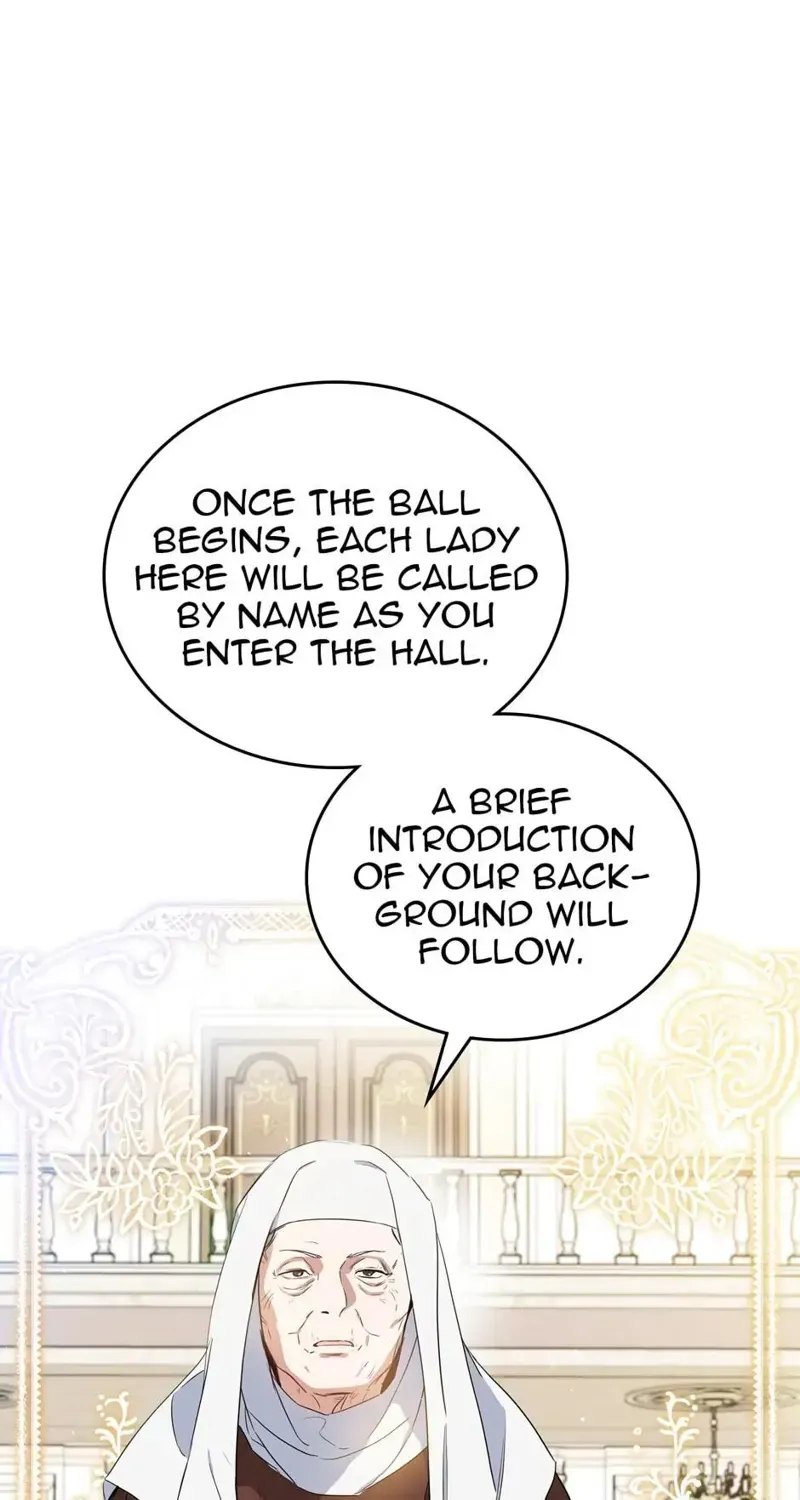 ONCE THE BALL
BEGINS, EACH LADY
HERE WILL BE CALLED
BY NAME AS YOU
ENTER THE HALL.
A BRIEF
INTRODUCTION
OF YOUR BACK-
GROUND WILL
FOLLOW.